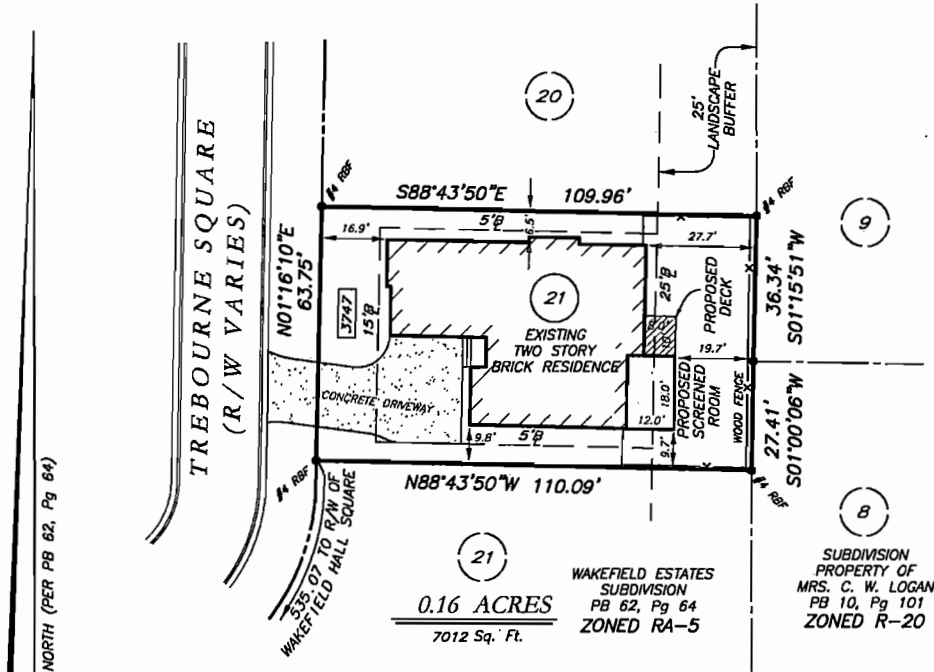 TREBOURNE SQUARE
(R/W VARIES)
NORTH (PER PB 62, Pg 64)
20
25'
LANDSCAPE
BUFFER
#4 RBF
S88°43'50"E 109.96'
#4 RBF
9
16.9'
5'B
6.5'
27.7'
N01°16'10"E
63.75'
3747
15'B
21
25'B
PROPOSED
DECK
36.34'
S01°15'51"W
EXISTING
TWO STORY
BRICK RESIDENCE
8.0'
19.7'
CONCRETE DRIVEWAY
18.0'
12.0'
PROPOSED
SCREENED
ROOM
WOOD FENCE
27.41'
S01°00'06"W
9.8'
5'B
9.7'
#4 RBF
N88°43'50"W 110.09'
#4 RBF
535.07 TO R/W OF
WAKEFIELD HALL SQUARE
21
0.16 ACRES
7012 Sq. Ft.
WAKEFIELD ESTATES
SUBDIVISION
PB 62, Pg 64
ZONED RA-5
8
SUBDIVISION
PROPERTY OF
MRS. C. W. LOGAN
PB 10, Pg 101
ZONED R-20